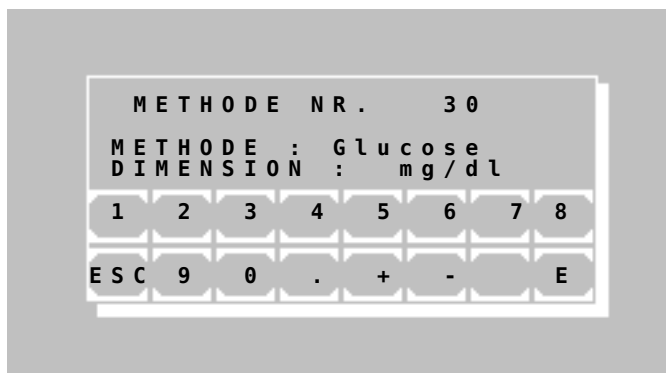 METHODE NR. 30
METHODE : Glucose
DIMENSION : mg/dl
1 2 3 4 5 6 7 8
ESC 9 0 . + - E